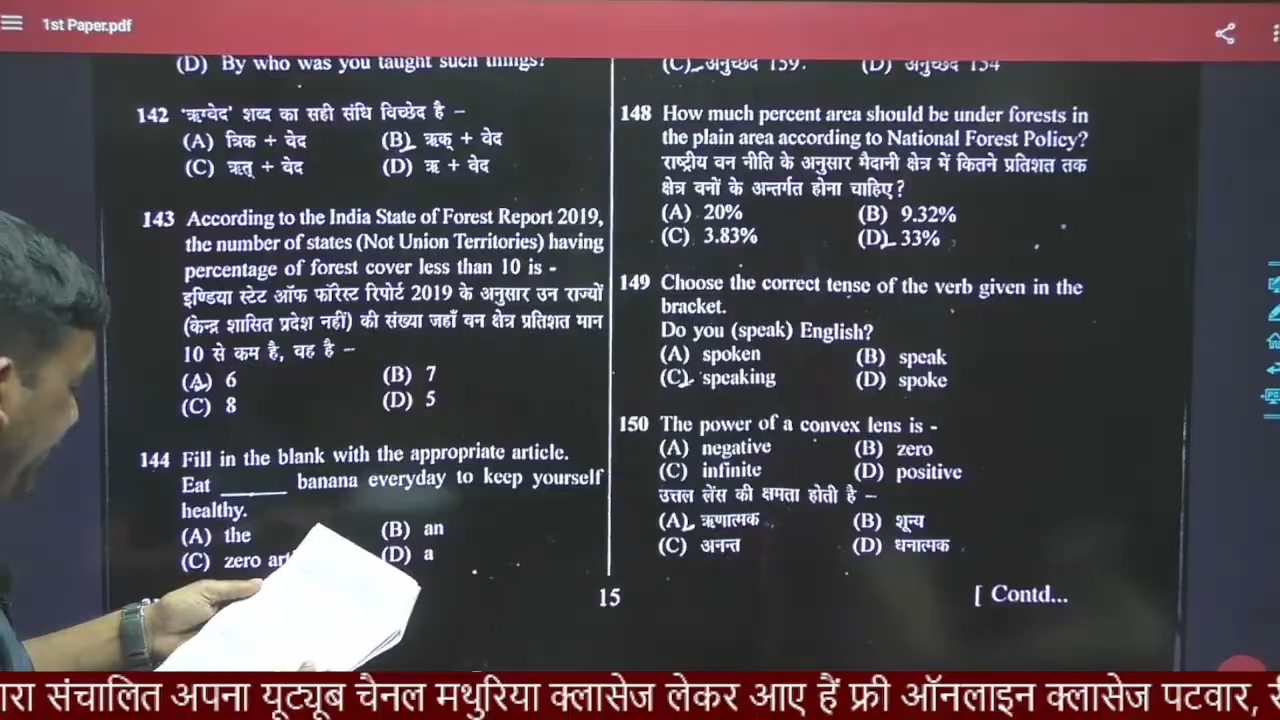 1st Paper.pdf
(D) By who was you taught such things?
142 'ऋग्वेद' शब्द का सही संधि विच्छेद है –
(A) त्रिक + वेद (B) ऋक् + वेद
(C) ऋत् + वेद (D) ऋ + वेद
143 According to the India State of Forest Report 2019,
the number of states (Not Union Territories) having
percentage of forest cover less than 10 is -
इण्डिया स्टेट ऑफ फॉरेस्ट रिपोर्ट 2019 के अनुसार उन राज्यों
(केन्द्र शासित प्रदेश नहीं) की संख्या जहाँ वन क्षेत्र प्रतिशत मान
10 से कम है, वह है –
(A) 6 (B) 7
(C) 8 (D) 5
144 Fill in the blank with the appropriate article.
Eat ______ banana everyday to keep yourself
healthy.
(A) the (B) an
(C) zero (D) a
(C) अनुच्छेद 159. (D) अनुच्छेद 154
148 How much percent area should be under forests in
the plain area according to National Forest Policy?
राष्ट्रीय वन नीति के अनुसार मैदानी क्षेत्र में कितने प्रतिशत तक
क्षेत्र वनों के अन्तर्गत होना चाहिए ?
(A) 20% (B) 9.32%
(C) 3.83% (D) 33%
149 Choose the correct tense of the verb given in the
bracket.
Do you (speak) English?
(A) spoken (B) speak
(C) speaking (D) spoke
150 The power of a convex lens is -
(A) negative (B) zero
(C) infinite (D) positive
उत्तल लेंस की क्षमता होती है –
(A) ऋणात्मक (B) शून्य
(C) अनन्त (D) धनात्मक
15
[ Contd...
संचालित अपना यूट्यूब चैनल मथुरिया क्लासेज लेकर आए हैं फ्री ऑनलाइन क्लासेज पटवार,